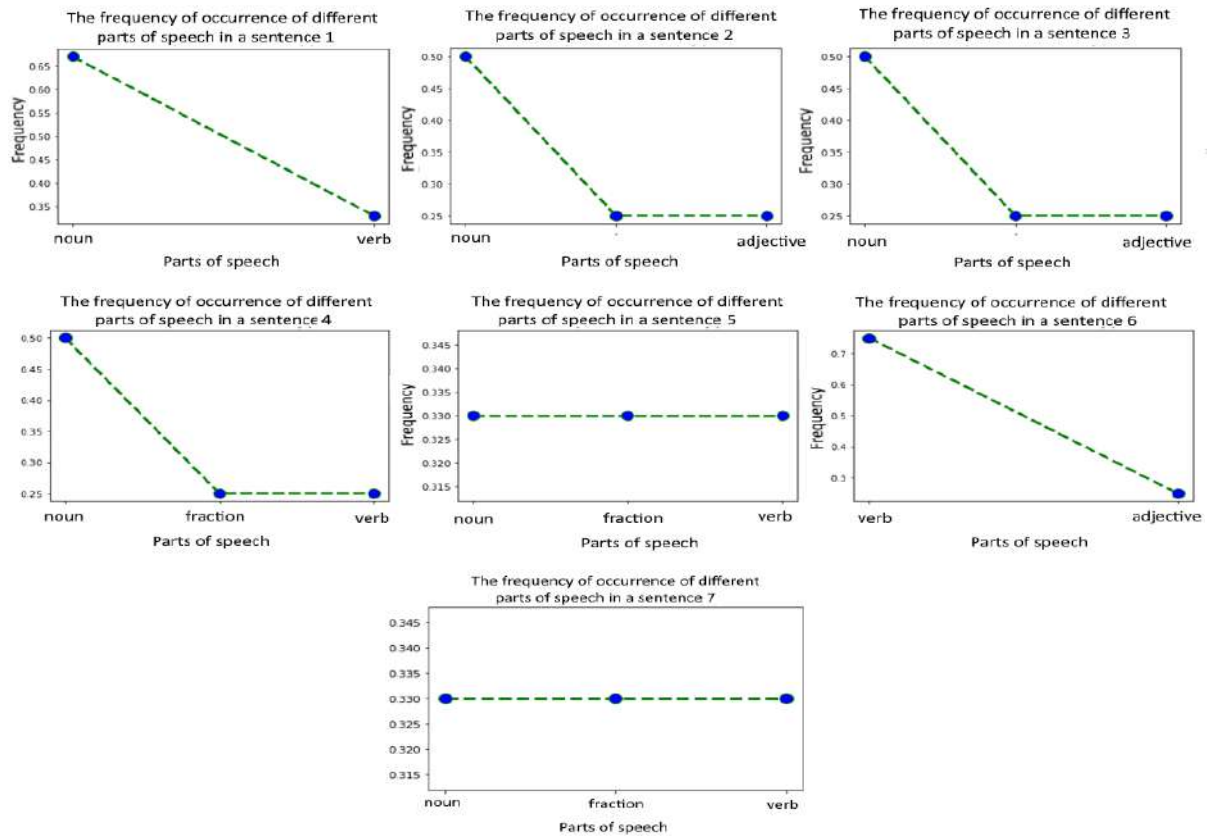 The frequency of occurrence of different
parts of speech in a sentence 1
Frequency
0.65
0.60
0.55
0.50
0.45
0.40
0.35
noun verb
Parts of speech
The frequency of occurrence of different
parts of speech in a sentence 2
Frequency
0.50
0.45
0.40
0.35
0.30
0.25
noun adjective
Parts of speech
The frequency of occurrence of different
parts of speech in a sentence 3
Frequency
0.50
0.45
0.40
0.35
0.30
0.25
noun adjective
Parts of speech
The frequency of occurrence of different
parts of speech in a sentence 4
0.50
0.45
0.40
0.35
0.30
0.25
noun fraction verb
Parts of speech
The frequency of occurrence of different
parts of speech in a sentence 5
Frequency
0.345
0.340
0.335
0.330
0.325
0.320
0.315
noun fraction verb
Parts of speech
The frequency of occurrence of different
parts of speech in a sentence 6
Frequency
0.7
0.6
0.5
0.4
0.3
verb adjective
Parts of speech
The frequency of occurrence of different
parts of speech in a sentence 7
0.345
0.340
0.335
0.330
0.325
0.320
0.315
noun fraction verb
Parts of speech